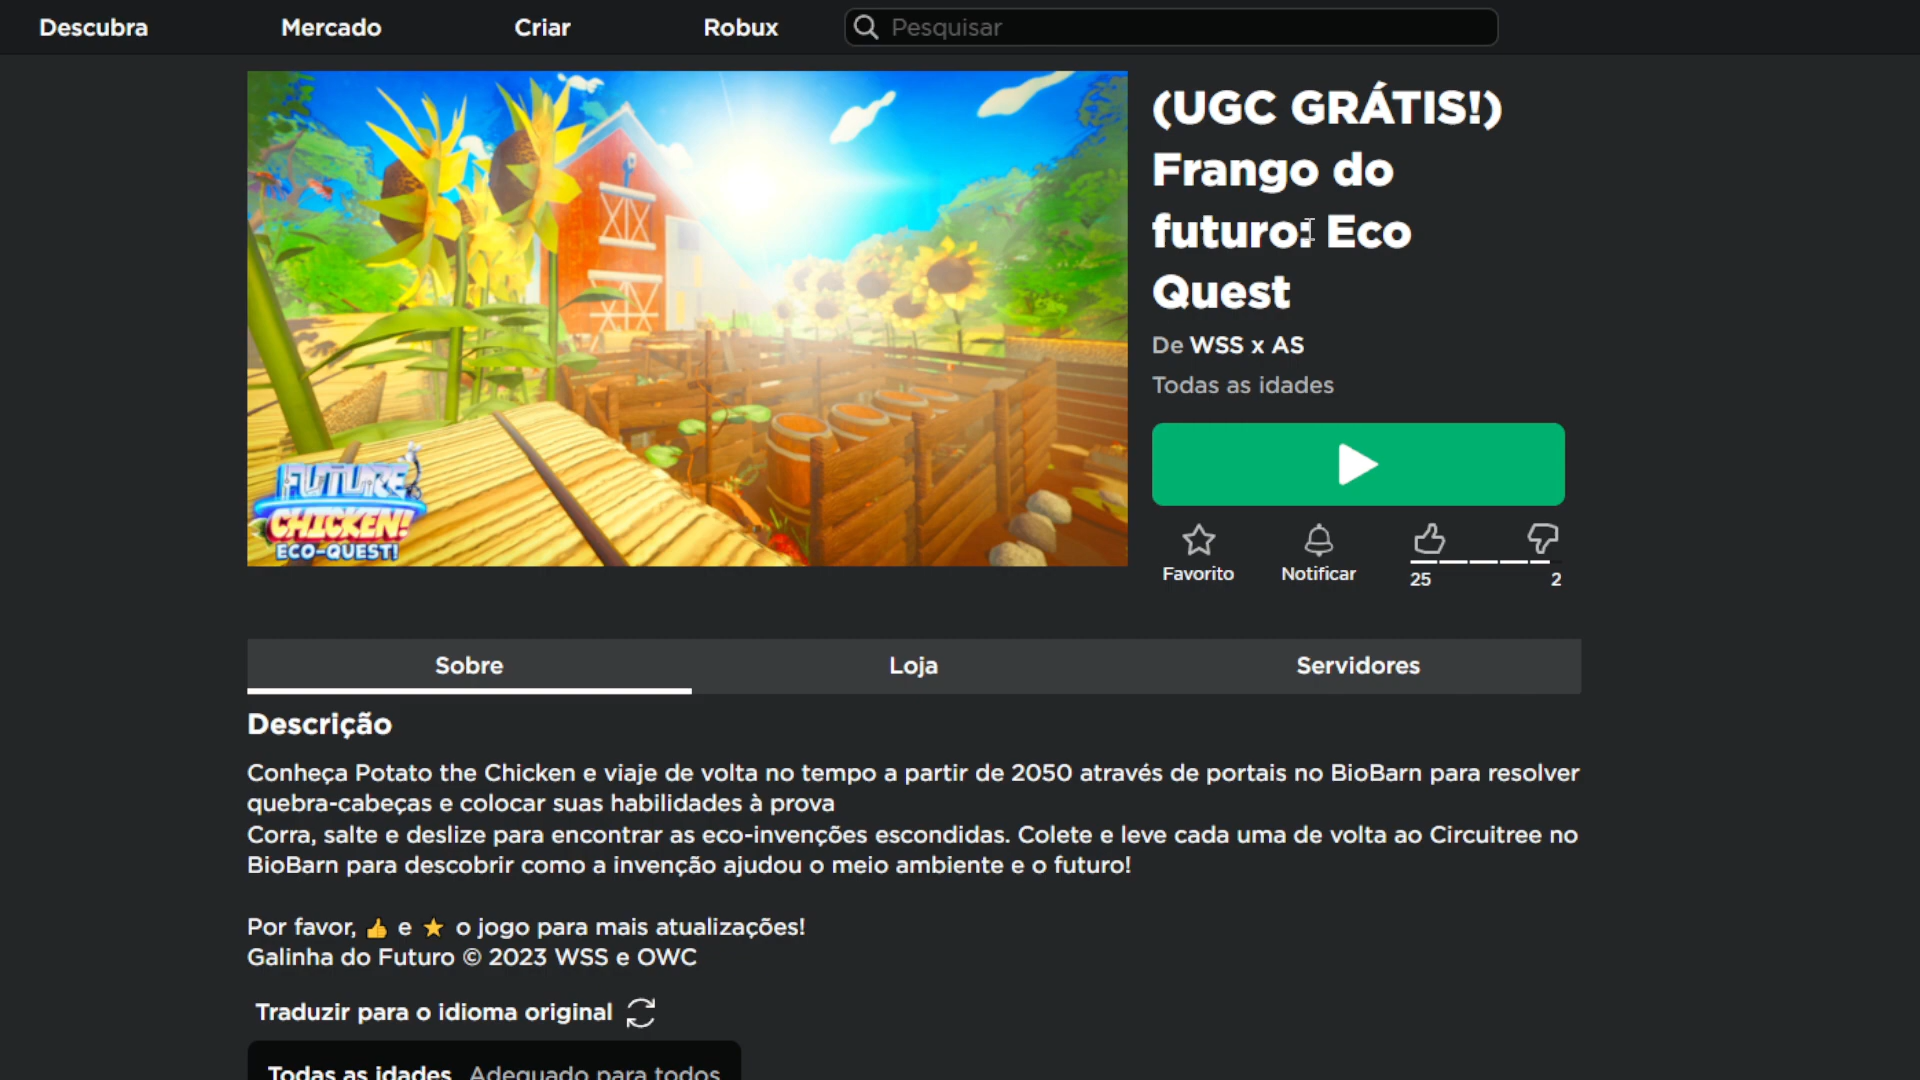 Descubra Mercado Criar Robux Pesquisar
(UGC GRÁTIS!)
Frango do
futuro: Eco
Quest
De WSS x AS
Todas as idades
FUTURE
CHICKEN!
ECO-QUEST!
Favorito Notificar 25 2
Sobre Loja Servidores
Descrição
Conheça Potato the Chicken e viaje de volta no tempo a partir de 2050 através de portais no BioBarn para resolver
quebra-cabeças e colocar suas habilidades à prova
Corra, salte e deslize para encontrar as eco-invenções escondidas. Colete e leve cada uma de volta ao Circuitree no
BioBarn para descobrir como a invenção ajudou o meio ambiente e o futuro!
Por favor, 👍 e ⭐ o jogo para mais atualizações!
Galinha do Futuro © 2023 WSS e OWC
Traduzir para o idioma original
Todas as idades Adequado para todos